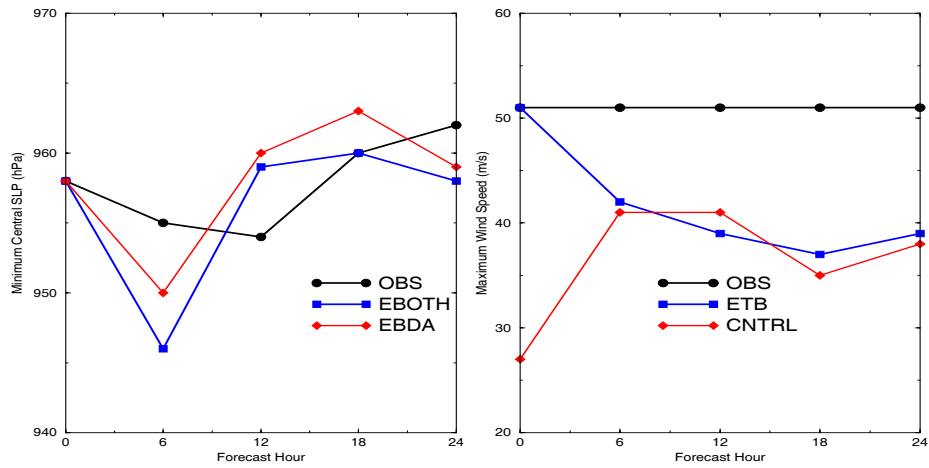 970
960
950
940
Minimum Central SLP (hPa)
OBS
EBOTH
EBDA
0
6
12
18
24
Forecast Hour
60
50
40
30
20
Maximum Wind Speed (m/s)
OBS
ETB
CNTRL
0
6
12
18
24
Forecast Hour